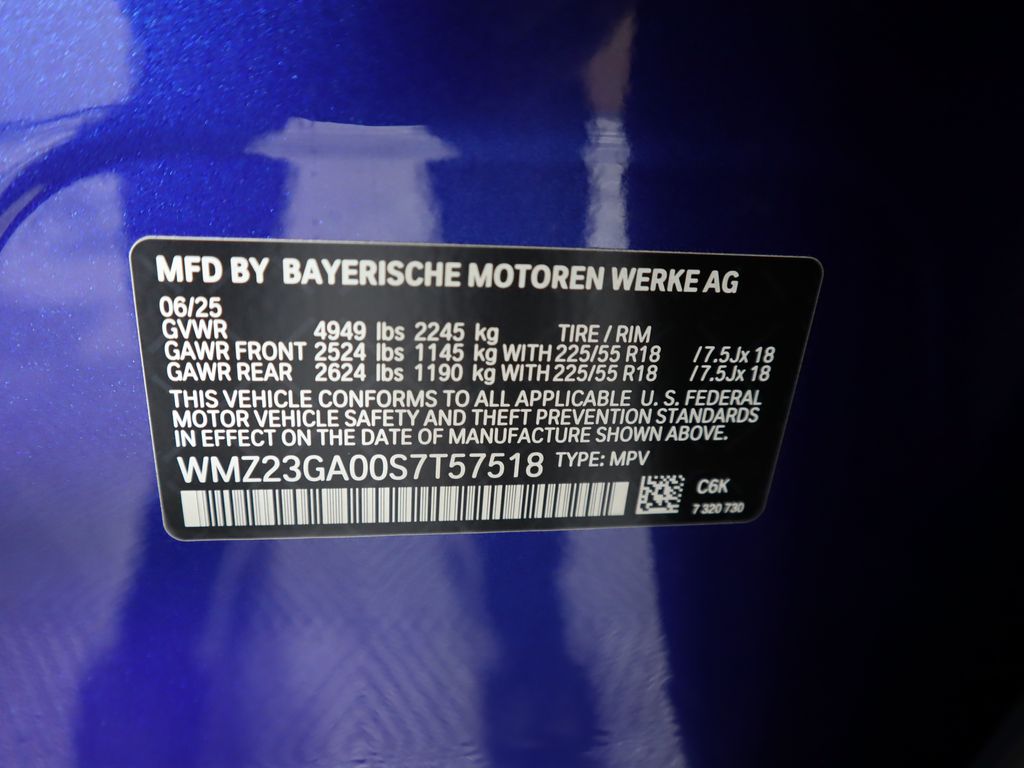 MFD BY BAYERISCHE MOTOREN WERKE AG
06/25
GVWR 4949 lbs 2245 kg TIRE / RIM
GAWR FRONT 2524 lbs 1145 kg WITH 225/55 R18 /7.5Jx 18
GAWR REAR 2624 lbs 1190 kg WITH 225/55 R18 /7.5Jx 18
THIS VEHICLE CONFORMS TO ALL APPLICABLE U. S. FEDERAL
MOTOR VEHICLE SAFETY AND THEFT PREVENTION STANDARDS
IN EFFECT ON THE DATE OF MANUFACTURE SHOWN ABOVE.
WMZ23GA00S7T57518 TYPE: MPV
C6K
7 320 730